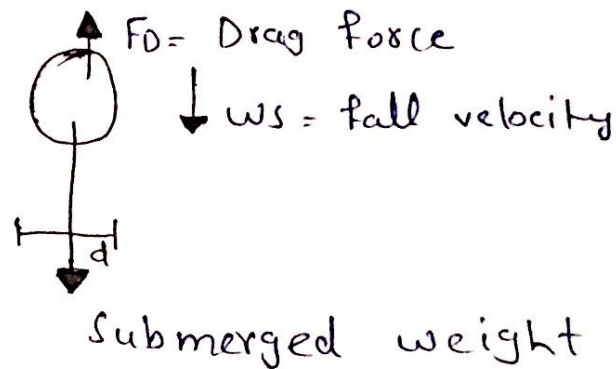 FD = Drag force
ws = fall velocity
d
Submerged weight